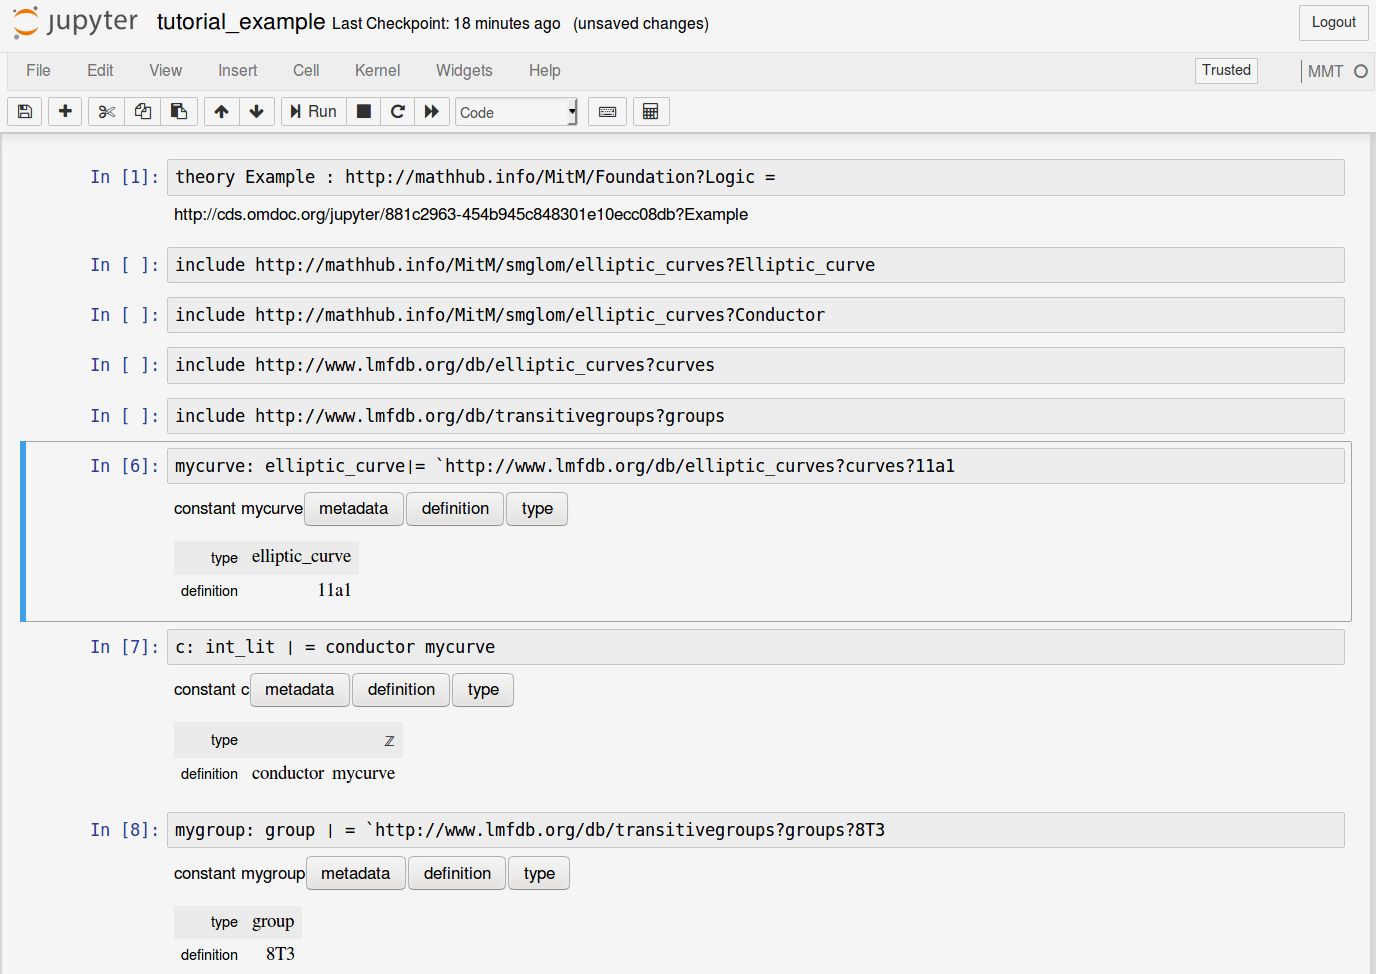 jupyter tutorial_example Last Checkpoint: 18 minutes ago (unsaved changes) Logout
File Edit View Insert Cell Kernel Widgets Help Trusted MMT
Run Code
In [1]: theory Example : http://mathhub.info/MitM/Foundation?Logic =
http://cds.omdoc.org/jupyter/881c2963-454b945c848301e10ecc08db?Example
In [ ]: include http://mathhub.info/MitM/smglom/elliptic_curves?Elliptic_curve
In [ ]: include http://mathhub.info/MitM/smglom/elliptic_curves?Conductor
In [ ]: include http://www.lmfdb.org/db/elliptic_curves?curves
In [ ]: include http://www.lmfdb.org/db/transitivegroups?groups
In [6]: mycurve: elliptic_curve|= `http://www.lmfdb.org/db/elliptic_curves?curves?11a1
constant mycurve metadata definition type
type elliptic_curve
definition 11a1
In [7]: c: int_lit | = conductor mycurve
constant c metadata definition type
type ℤ
definition conductor mycurve
In [8]: mygroup: group | = `http://www.lmfdb.org/db/transitivegroups?groups?8T3
constant mygroup metadata definition type
type group
definition 8T3